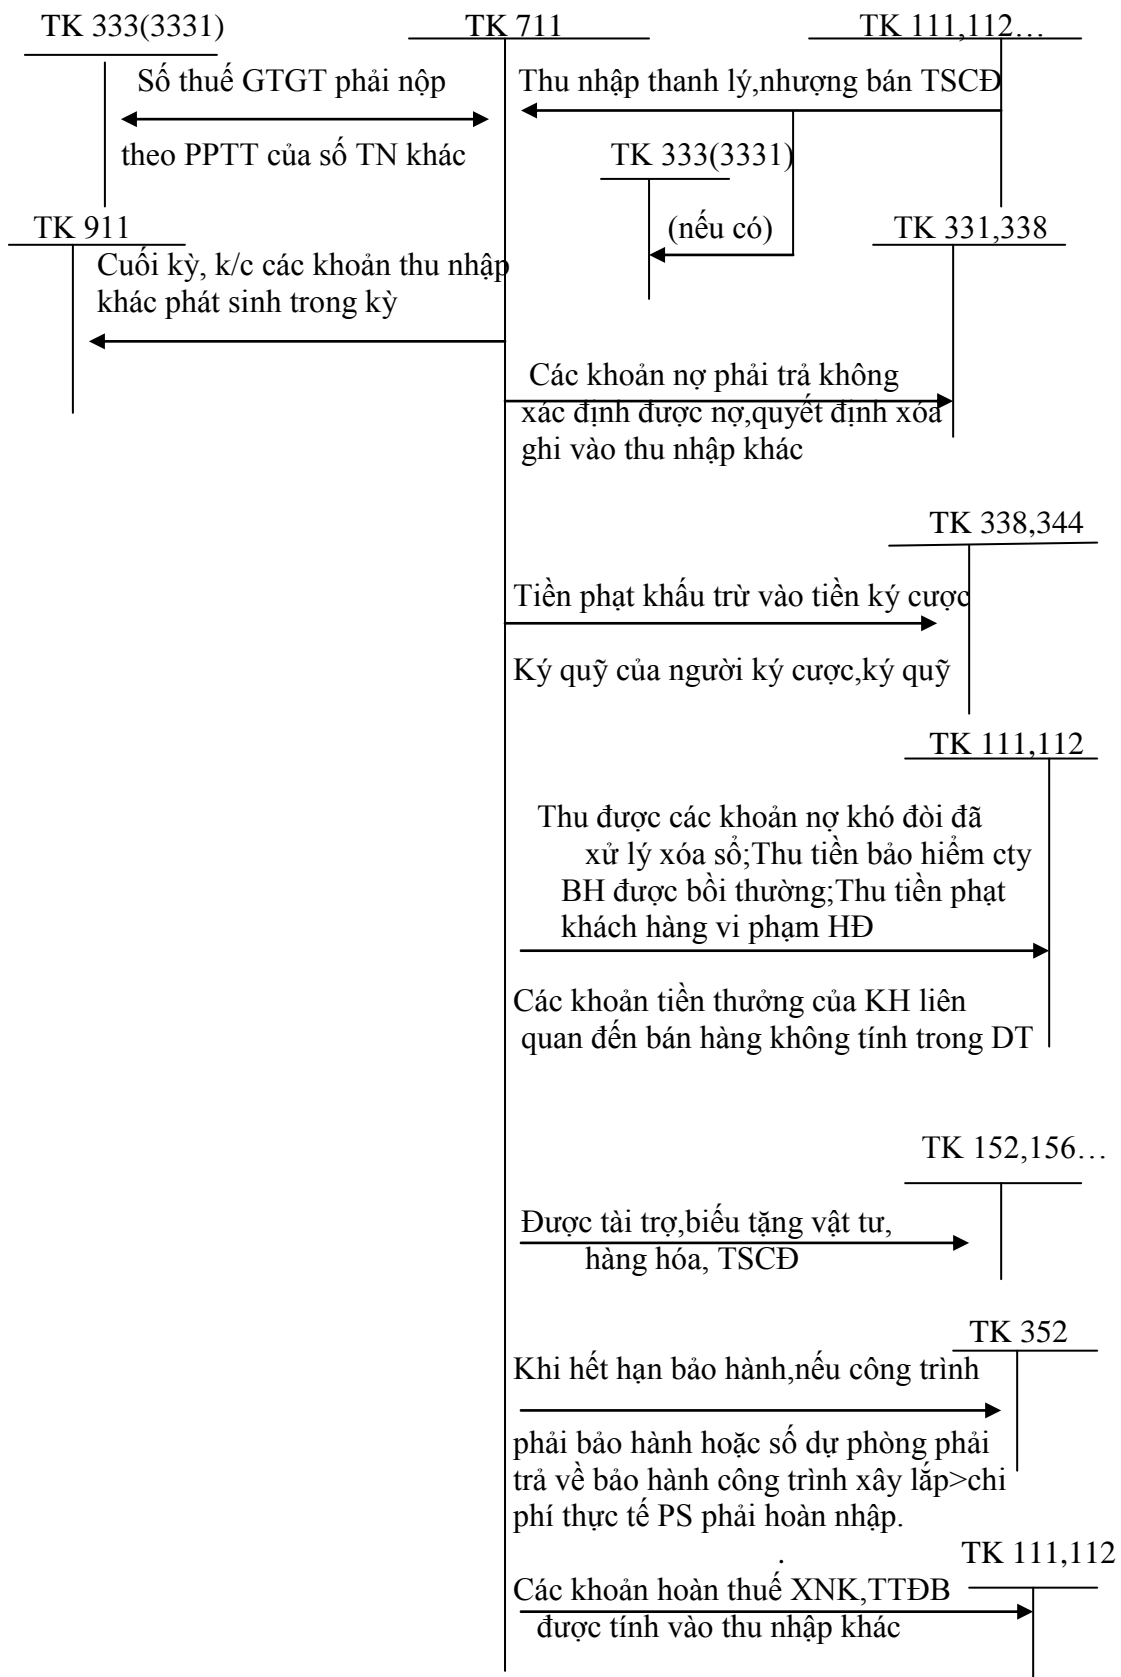 TK 333(3331)
TK 711
TK 111,112…
Số thuế GTGT phải nộp
Thu nhập thanh lý,nhượng bán TSCĐ
theo PPTT của số TN khác
TK 333(3331)
TK 911
(nếu có)
TK 331,338
Cuối kỳ, k/c các khoản thu nhập
khác phát sinh trong kỳ
Các khoản nợ phải trả không
xác định được nợ,quyết định xóa
ghi vào thu nhập khác
TK 338,344
Tiền phạt khấu trừ vào tiền ký cược
Ký quỹ của người ký cược,ký quỹ
TK 111,112
Thu được các khoản nợ khó đòi đã
xử lý xóa sổ;Thu tiền bảo hiểm cty
BH được bồi thường;Thu tiền phạt
khách hàng vi phạm HĐ
Các khoản tiền thưởng của KH liên
quan đến bán hàng không tính trong DT
TK 152,156…
Được tài trợ,biếu tặng vật tư,
hàng hóa, TSCĐ
TK 352
Khi hết hạn bảo hành,nếu công trình
phải bảo hành hoặc số dự phòng phải
trả về bảo hành công trình xây lắp>chi
phí thực tế PS phải hoàn nhập.
.
TK 111,112
Các khoản hoàn thuế XNK,TTĐB
được tính vào thu nhập khác